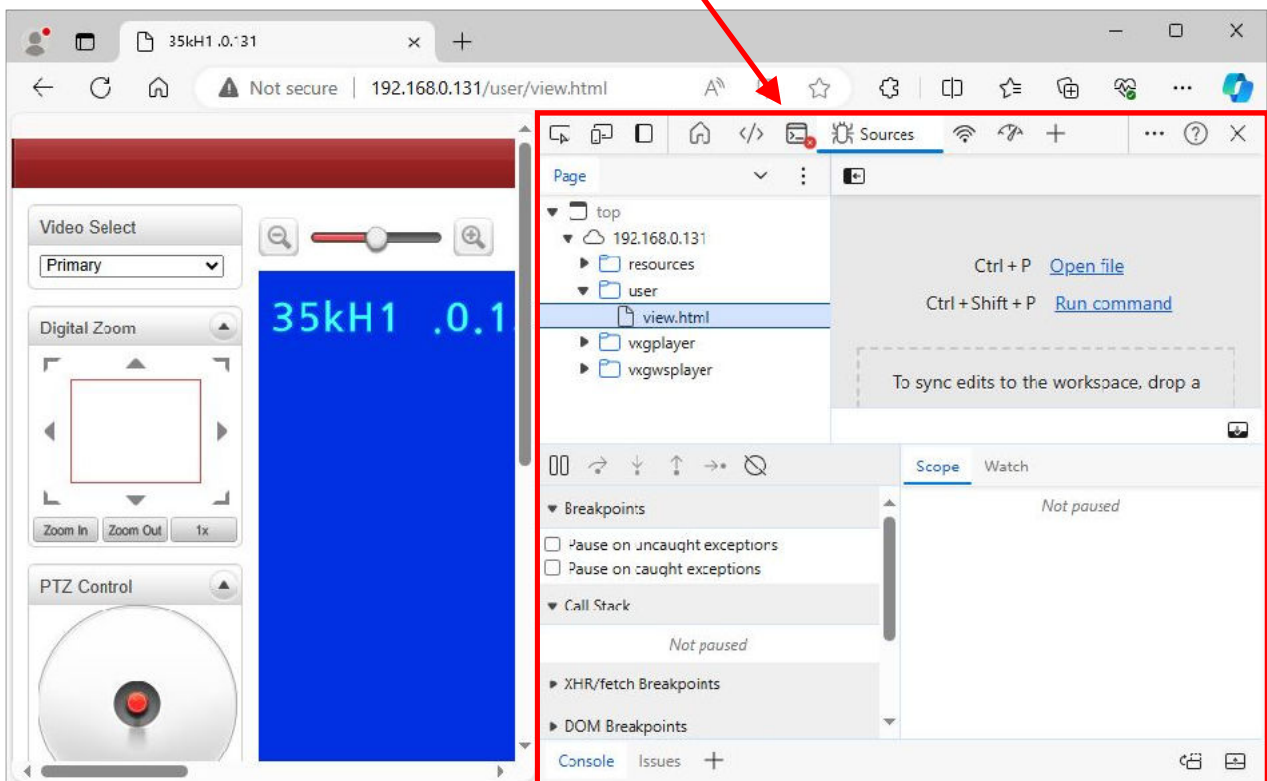 35kH1 .0.131
Not secure | 192.168.0.131/user/view.html
Sources
Page
top
192.168.0.131
resources
user
view.html
vxgplayer
vxgwsplayer
Ctrl + P Open file
Ctrl + Shift + P Run command
To sync edits to the workspace, drop a
Video Select
Primary
Digital Zoom
Zoom In Zoom Out 1x
PTZ Control
35kH1 .0.1
Scope Watch
Not paused
Breakpoints
Pause on uncaught exceptions
Pause on caught exceptions
Call Stack
Not paused
XHR/fetch Breakpoints
DOM Breakpoints
Console Issues